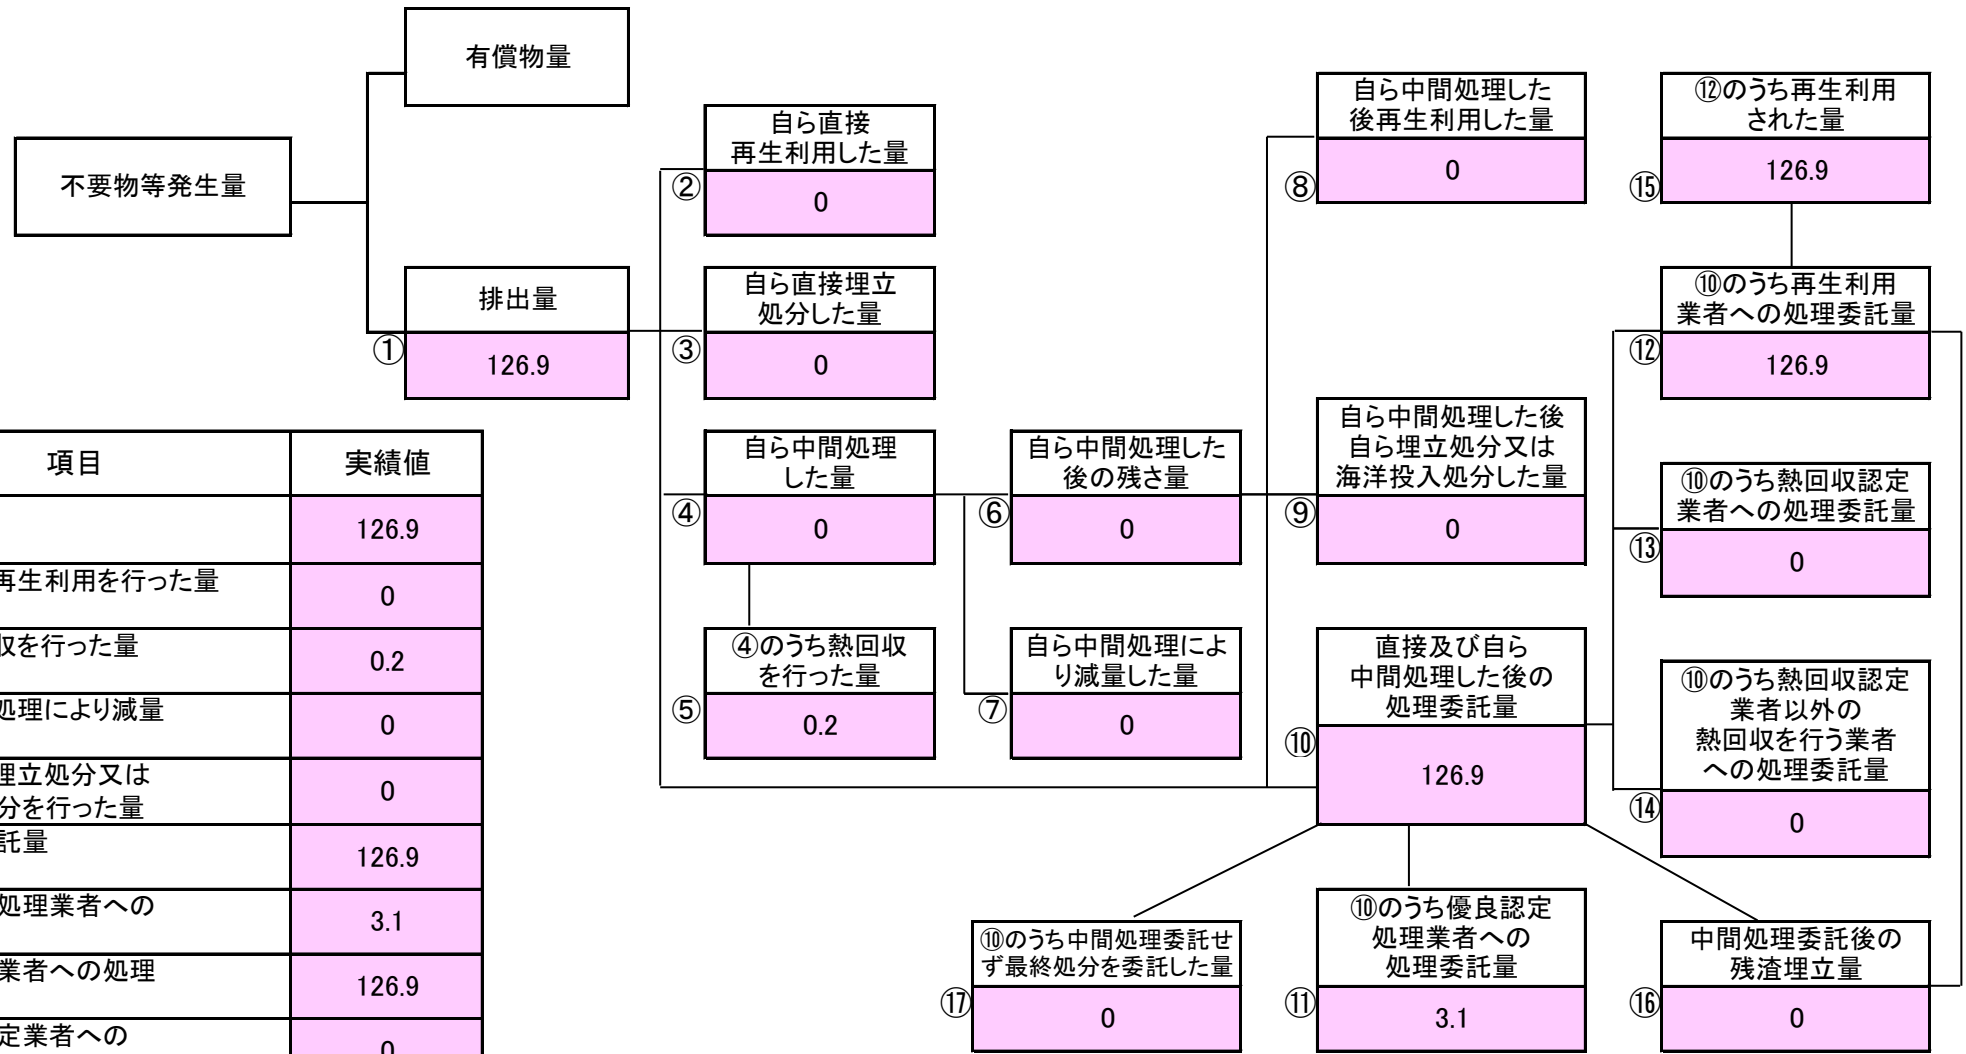 有償物量
不要物等発生量
排出量
①
126.9
自ら直接
再生利用した量
②
0
自ら直接埋立
処分した量
③
0
自ら中間処理
した量
④
0
④のうち熱回収
を行った量
⑤
0.2
自ら中間処理した
後の残さ量
⑥
0
自ら中間処理によ
り減量した量
⑦
0
自ら中間処理した
後再生利用した量
⑧
0
自ら中間処理した後
自ら埋立処分又は
海洋投入処分した量
⑨
0
直接及び自ら
中間処理した後の
処理委託量
⑩
126.9
⑫のうち再生利用
された量
⑮
126.9
⑩のうち再生利用
業者への処理委託量
⑫
126.9
⑩のうち熱回収認定
業者への処理委託量
⑬
0
⑩のうち熱回収認定
業者以外の
熱回収を行う業者
への処理委託量
⑭
0
⑩のうち中間処理委託せ
ず最終処分を委託した量
⑰
0
⑩のうち優良認定
処理業者への
処理委託量
⑪
3.1
中間処理委託後の
残渣埋立量
⑯
0
項目 実績値
126.9
再生利用を行った量 0
収を行った量 0.2
処理により減量 0
埋立処分又は
分を行った量 0
託量 126.9
処理業者への 3.1
業者への処理 126.9
定業者への 0